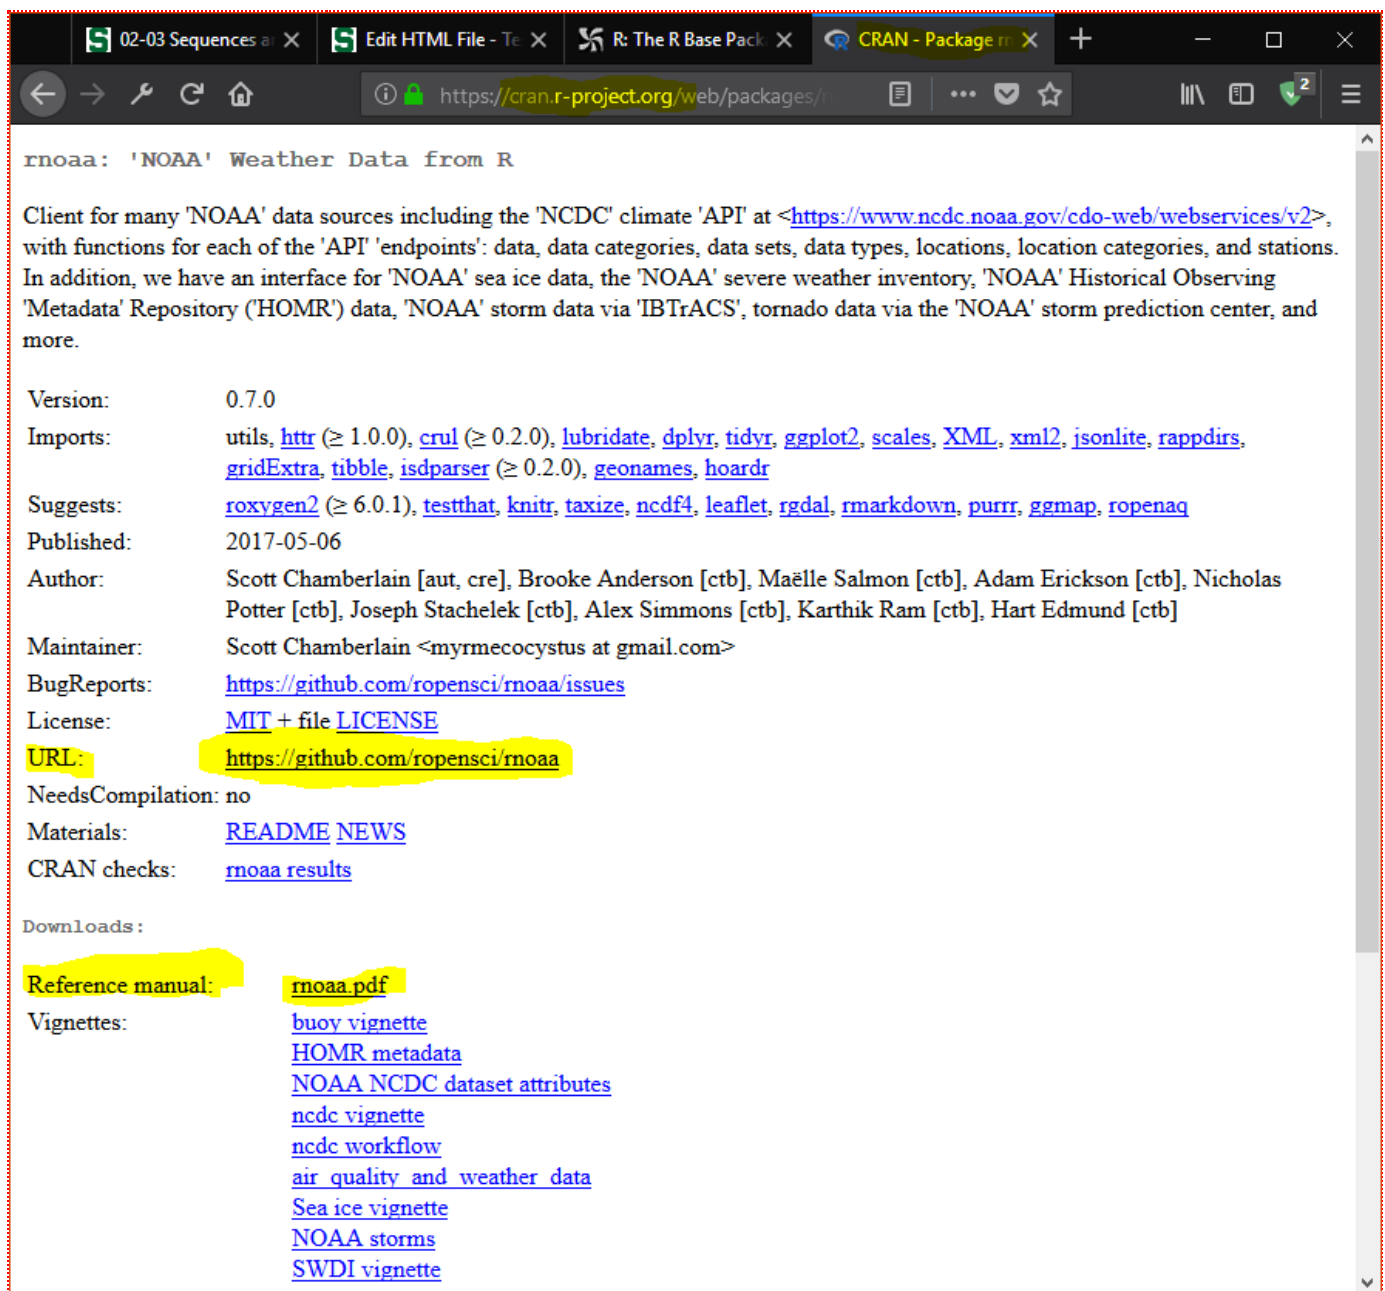 02-03 Sequences a
Edit HTML File - Te
R: The R Base Pack
CRAN - Package rn
https://cran.r-project.org/web/packages/r
2
rnoaa: 'NOAA' Weather Data from R
Client for many 'NOAA' data sources including the 'NCDC' climate 'API' at <https://www.ncdc.noaa.gov/cdo-web/webservices/v2>,
with functions for each of the 'API' 'endpoints': data, data categories, data sets, data types, locations, location categories, and stations.
In addition, we have an interface for 'NOAA' sea ice data, the 'NOAA' severe weather inventory, 'NOAA' Historical Observing
'Metadata' Repository ('HOMR') data, 'NOAA' storm data via 'IBTrACS', tornado data via the 'NOAA' storm prediction center, and
more.
Version: 0.7.0
Imports: utils, httr (≥ 1.0.0), crul (≥ 0.2.0), lubridate, dplyr, tidyr, ggplot2, scales, XML, xml2, jsonlite, rappdirs,
gridExtra, tibble, isdparser (≥ 0.2.0), geonames, hoardr
Suggests: roxygen2 (≥ 6.0.1), testthat, knitr, taxize, ncdf4, leaflet, rgdal, rmarkdown, purrr, ggmap, ropenaq
Published: 2017-05-06
Author: Scott Chamberlain [aut, cre], Brooke Anderson [ctb], Maëlle Salmon [ctb], Adam Erickson [ctb], Nicholas
Potter [ctb], Joseph Stachelek [ctb], Alex Simmons [ctb], Karthik Ram [ctb], Hart Edmund [ctb]
Maintainer: Scott Chamberlain <myrmecocystus at gmail.com>
BugReports: https://github.com/ropensci/rnoaa/issues
License: MIT + file LICENSE
URL: https://github.com/ropensci/rnoaa
NeedsCompilation: no
Materials: README NEWS
CRAN checks: rnoaa results
Downloads:
Reference manual: rnoaa.pdf
Vignettes: buoy vignette
HOMR metadata
NOAA NCDC dataset attributes
ncdc vignette
ncdc workflow
air_quality_and_weather_data
Sea ice vignette
NOAA storms
SWDI vignette